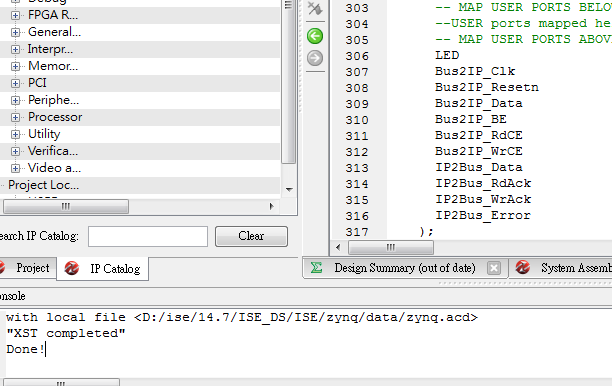 FPGA R...
General...
Interpr...
Memor...
PCI
Periphe...
Processor
Utility
Verifica...
Video a...
Project Loc...
earch IP Catalog:
Clear
Project
IP Catalog
303 -- MAP USER PORTS BELO
304 --USER ports mapped he
305 -- MAP USER PORTS ABOV
306 LED
307 Bus2IP_Clk
308 Bus2IP_Resetn
309 Bus2IP_Data
310 Bus2IP_BE
311 Bus2IP_RdCE
312 Bus2IP_WrCE
313 IP2Bus_Data
314 IP2Bus_RdAck
315 IP2Bus_WrAck
316 IP2Bus_Error
317 );
Design Summary (out of date)
System Assemb
onsole
with local file <D:/ise/14.7/ISE_DS/ISE/zynq/data/zynq.acd>
"XST completed"
Done!